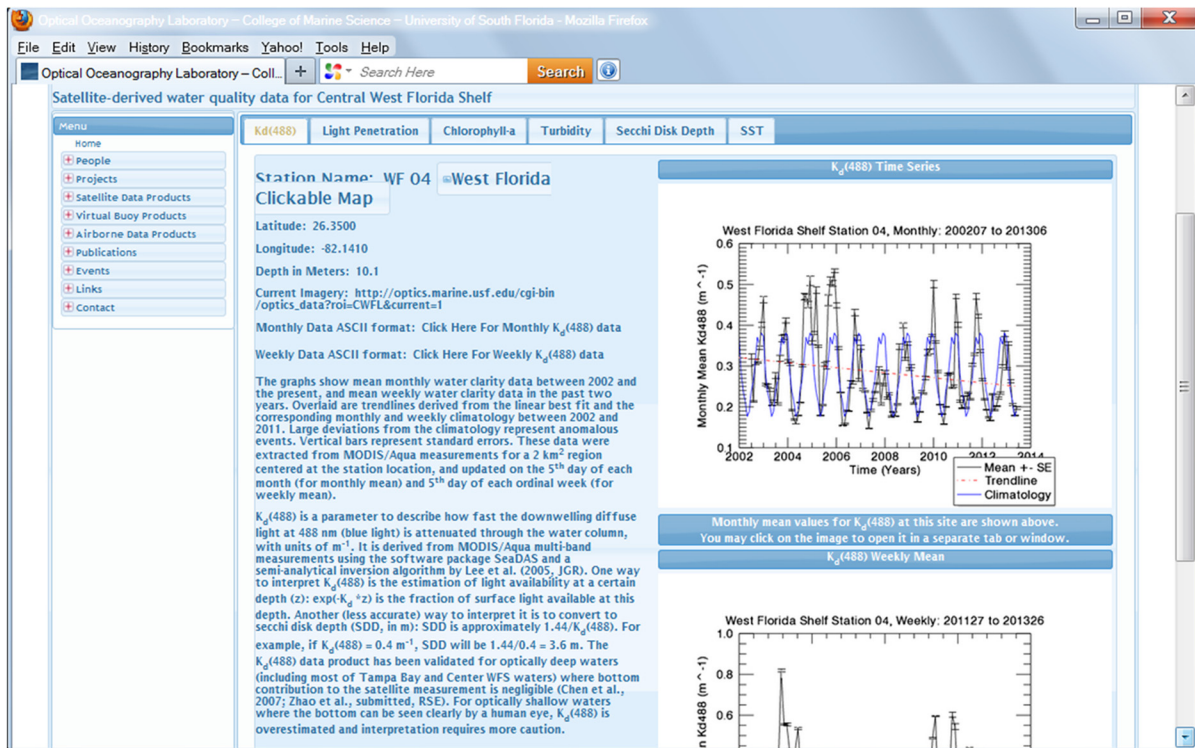 Optical Oceanography Laboratory – College of Marine Science – University of South Florida - Mozilla Firefox
File Edit View History Bookmarks Yahoo! Tools Help
Optical Oceanography Laboratory – Coll...
Search Here
Search
Satellite-derived water quality data for Central West Florida Shelf
Menu
Home
People
Projects
Satellite Data Products
Virtual Buoy Products
Airborne Data Products
Publications
Events
Links
Contact
Kd(488) Light Penetration Chlorophyll-a Turbidity Secchi Disk Depth SST
Station Name: WF 04 West Florida
Clickable Map
Latitude: 26.3500
Longitude: -82.1410
Depth in Meters: 10.1
Current Imagery: http://optics.marine.usf.edu/cgi-bin
/optics_data?roi=CWFL&current=1
Monthly Data ASCII format: Click Here For Monthly Kd(488) data
Weekly Data ASCII format: Click Here For Weekly Kd(488) data
The graphs show mean monthly water clarity data between 2002 and
the present, and mean weekly water clarity data in the past two
years. Overlaid are trendlines derived from the linear best fit and the
corresponding monthly and weekly climatology between 2002 and
2011. Large deviations from the climatology represent anomalous
events. Vertical bars represent standard errors. These data were
extracted from MODIS/Aqua measurements for a 2 km² region
centered at the station location, and updated on the 5th day of each
month (for monthly mean) and 5th day of each ordinal week (for
weekly mean).
Kd(488) is a parameter to describe how fast the downwelling diffuse
light at 488 nm (blue light) is attenuated through the water column,
with units of m⁻¹. It is derived from MODIS/Aqua multi-band
measurements using the software package SeaDAS and a
semi-analytical inversion algorithm by Lee et al. (2005, JGR). One way
to interpret Kd(488) is the estimation of light availability at a certain
depth (z): exp(-Kd *z) is the fraction of surface light available at this
depth. Another (less accurate) way to interpret it is to convert to
secchi disk depth (SDD, in m): SDD is approximately 1.44/Kd(488). For
example, if Kd(488) = 0.4 m⁻¹, SDD will be 1.44/0.4 = 3.6 m. The
Kd(488) data product has been validated for optically deep waters
(including most of Tampa Bay and Center WFS waters) where bottom
contribution to the satellite measurement is negligible (Chen et al.,
2007; Zhao et al., submitted, RSE). For optically shallow waters
where the bottom can be seen clearly by a human eye, Kd(488) is
overestimated and interpretation requires more caution.
Kd(488) Time Series
West Florida Shelf Station 04, Monthly: 200207 to 201306
Monthly Mean Kd488 (m^-1)
0.6
0.5
0.4
0.3
0.2
0.1
2002 2004 2006 2008 2010 2012 2014
Time (Years)
Mean +- SE
Trendline
Climatology
Monthly mean values for Kd(488) at this site are shown above.
You may click on the image to open it in a separate tab or window.
Kd(488) Weekly Mean
West Florida Shelf Station 04, Weekly: 201127 to 201326
n Kd488 (m^-1)
1.0
0.8
0.6